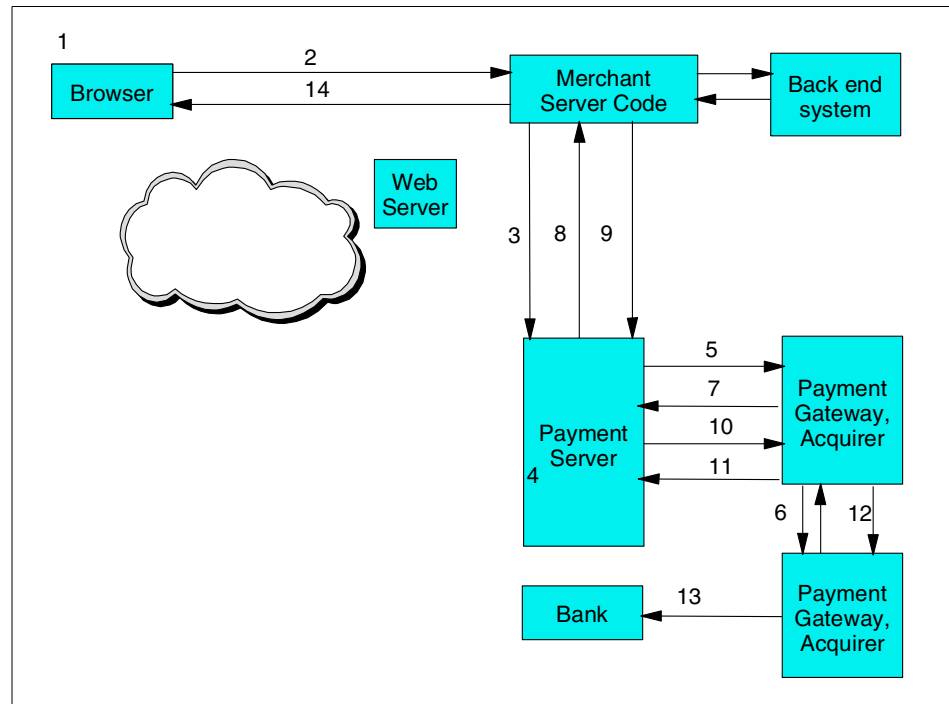 1
2
Browser
14
Merchant
Server Code
Back end
system
Web
Server
3
8
9
5
7
10
11
Payment
Server
4
Payment
Gateway,
Acquirer
6
12
13
Bank
Payment
Gateway,
Acquirer